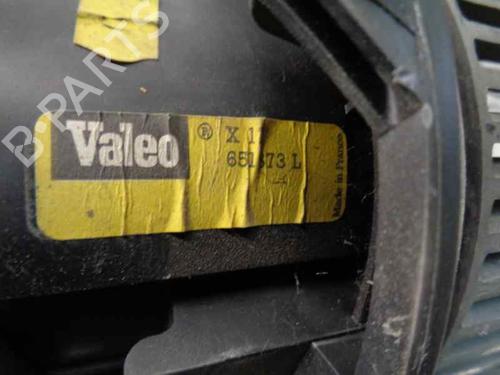 B-PARTS
Valeo ® X 1
L
Made in France